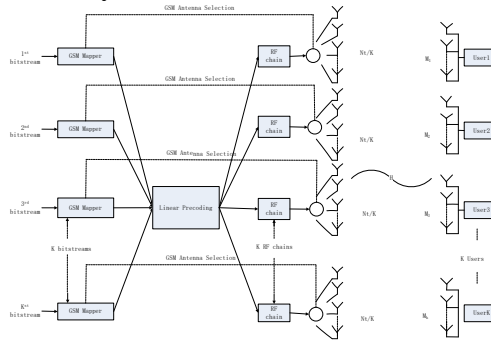 GSM Antenna Selection
1st
bitstream
GSM Mapper
RF
chain
Nt/K
M1
User1
GSM Antenna Selection
2nd
bitstream
GSM Mapper
RF
chain
Nt/K
M2
User2
GSM Antenna Selection
3rd
bitstream
GSM Mapper
Linear Precoding
RF
chain
H
Nt/K
M3
User3
K bitstreams
K RF chains
K Users
GSM Antenna Selection
Kst
bitstream
GSM Mapper
RF
chain
Nt/K
Mk
UserK